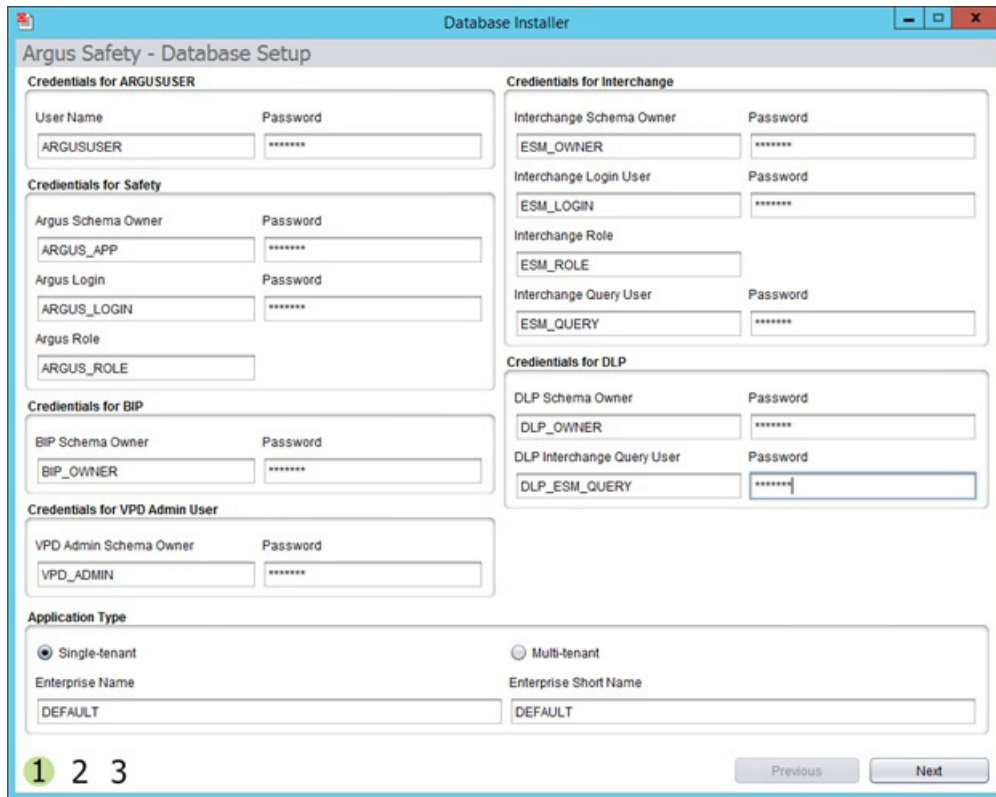 Database Installer
Argus Safety - Database Setup
Credentials for ARGUSUSER
User Name Password
ARGUSUSER *******
Credientials for Safety
Argus Schema Owner Password
ARGUS_APP *******
Argus Login Password
ARGUS_LOGIN *******
Argus Role
ARGUS_ROLE
Credientials for BIP
BIP Schema Owner Password
BIP_OWNER *******
Credentials for VPD Admin User
VPD Admin Schema Owner Password
VPD_ADMIN *******
Credientials for Interchange
Interchange Schema Owner Password
ESM_OWNER *******
Interchange Login User Password
ESM_LOGIN *******
Interchange Role
ESM_ROLE
Interchange Query User Password
ESM_QUERY *******
Credentials for DLP
DLP Schema Owner Password
DLP_OWNER *******
DLP Interchange Query User Password
DLP_ESM_QUERY *******
Application Type
Single-tenant Multi-tenant
Enterprise Name Enterprise Short Name
DEFAULT DEFAULT
1 2 3 Previous Next